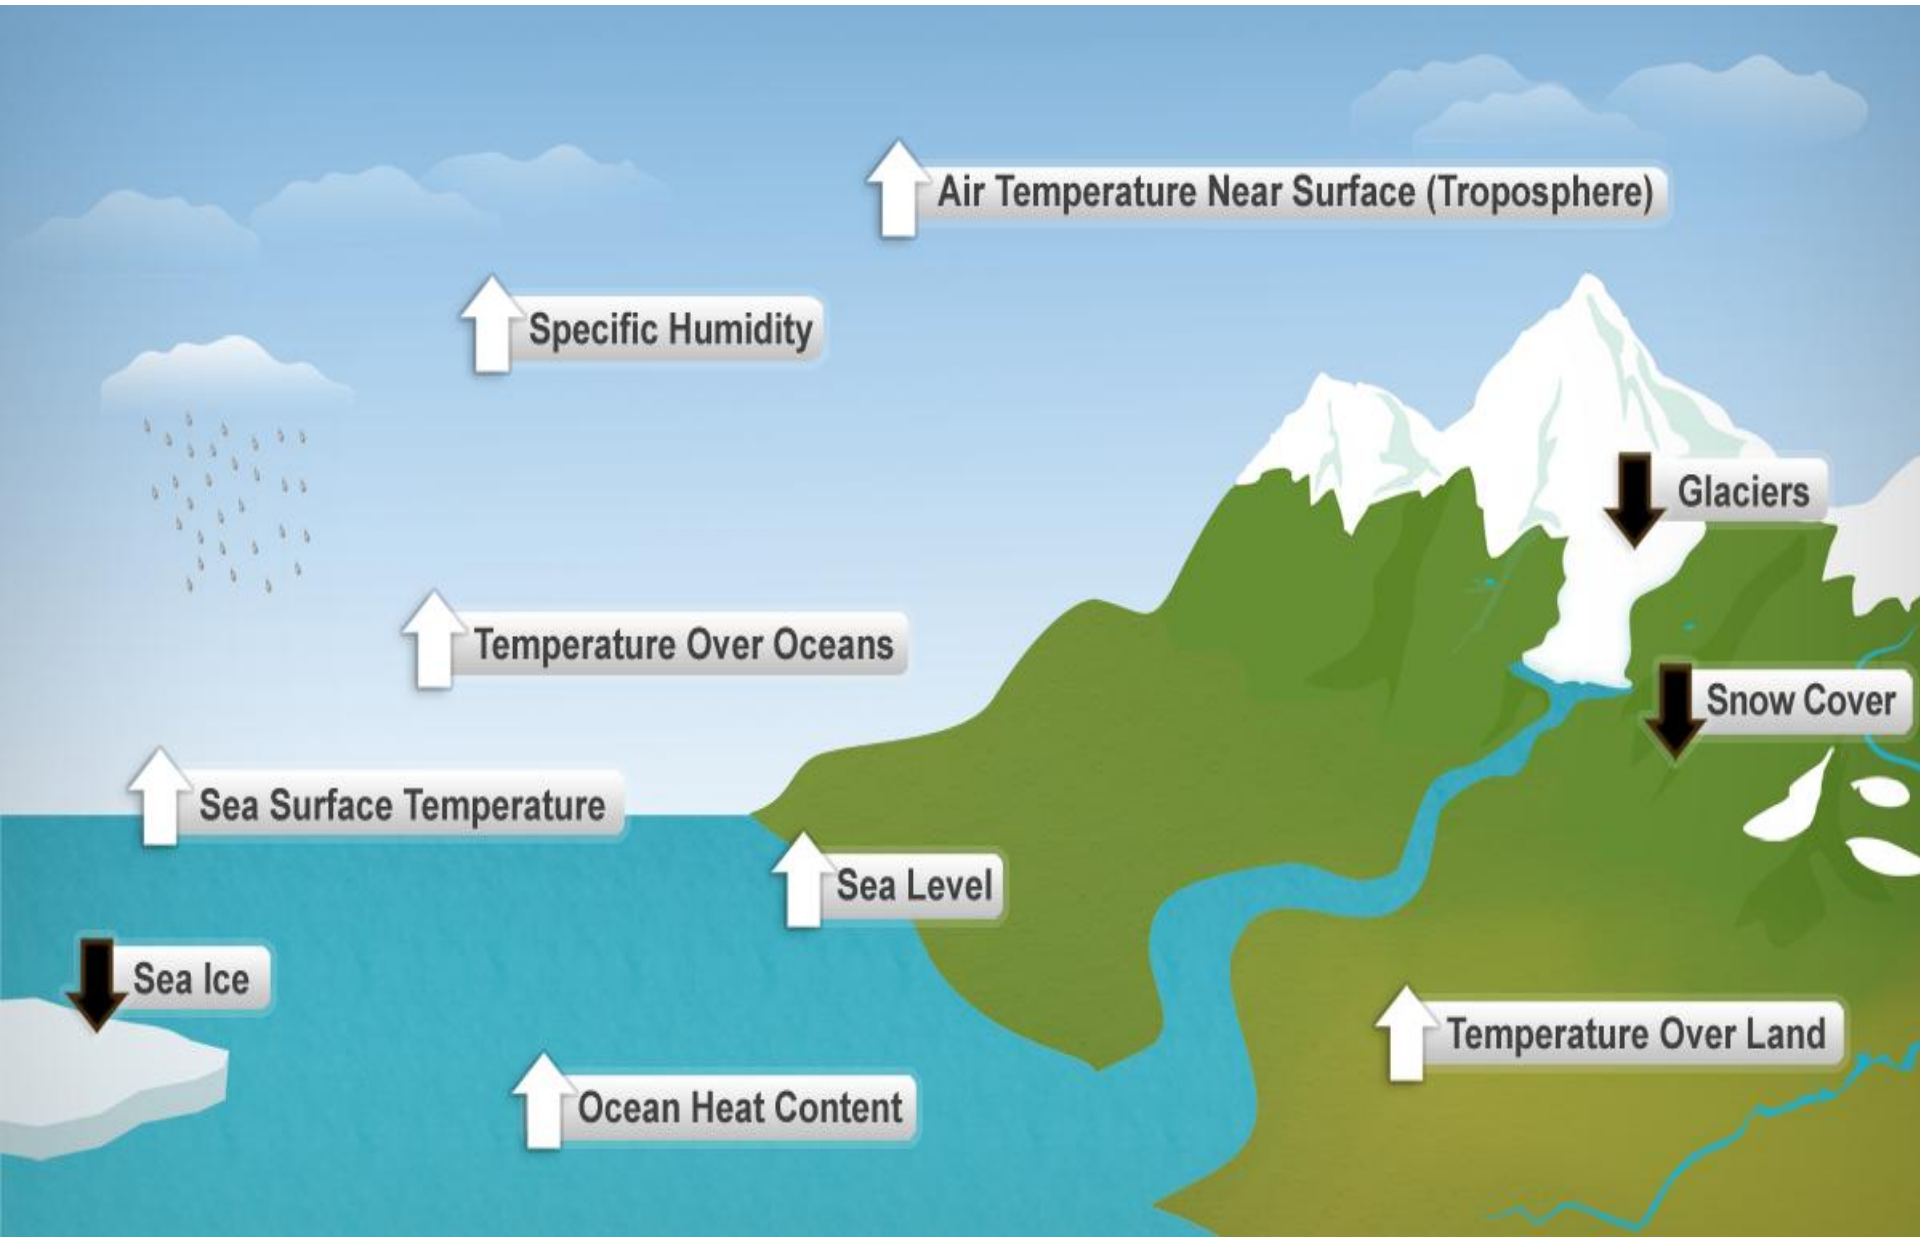 Air Temperature Near Surface (Troposphere)
Specific Humidity
Glaciers
Temperature Over Oceans
Snow Cover
Sea Surface Temperature
Sea Level
Sea Ice
Temperature Over Land
Ocean Heat Content